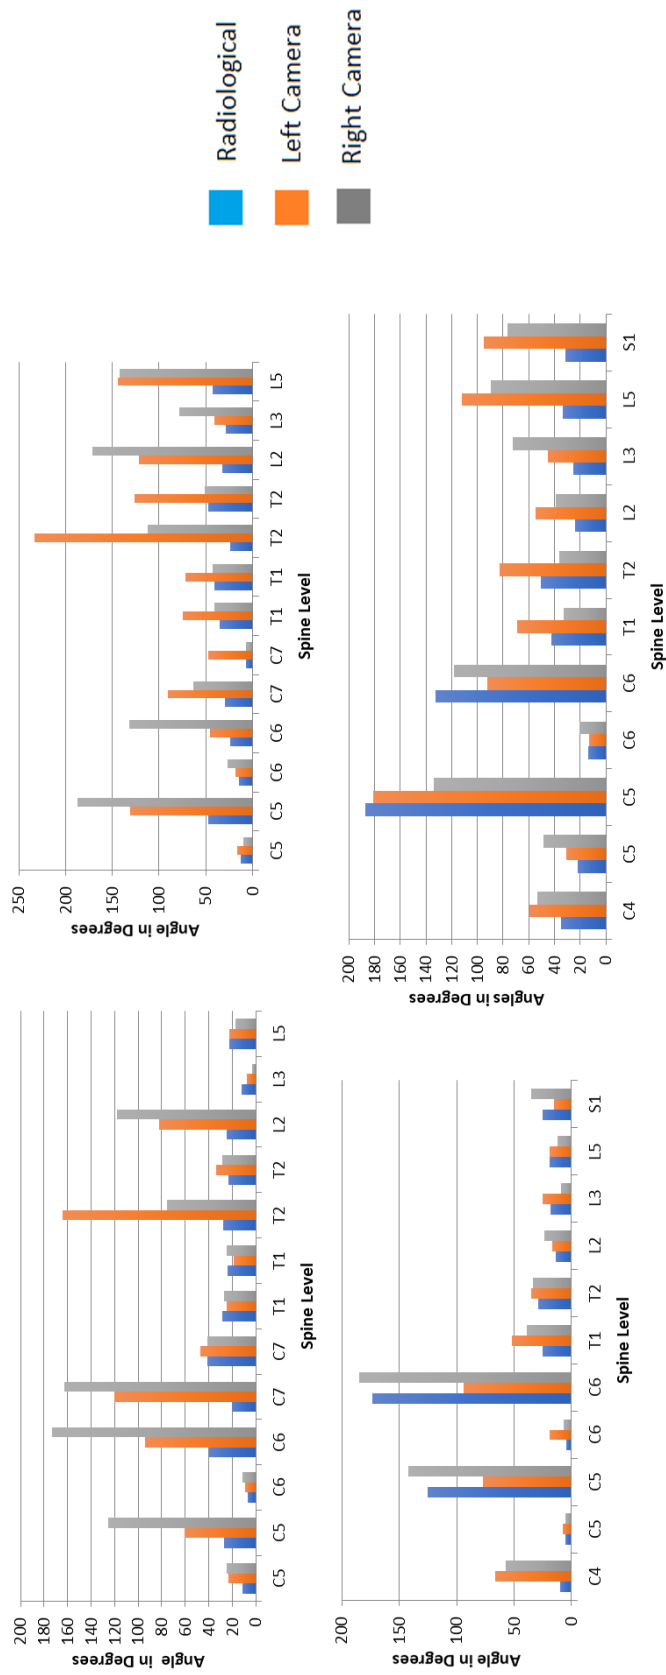 Angle in Degrees
200
180
160
140
120
100
80
60
40
20
0
C5 C5 C6 C6 C7 C7 T1 T1 T2 T2 L2 L3 L5
Spine Level
Angle in Degrees
250
200
150
100
50
0
C5 C5 C6 C6 C7 C7 T1 T1 T2 T2 L2 L3 L5
Spine Level
200
150
100
50
0
C4 C5 C5 C6 C6 T1 T2 L2 L3 L5 S1
Spine Level
Angles in Degrees
200
180
160
140
120
100
80
60
40
20
0
C4 C5 C5 C6 C6 T1 T2 L2 L3 L5 S1
Spine Level
Radiological
Left Camera
Right Camera